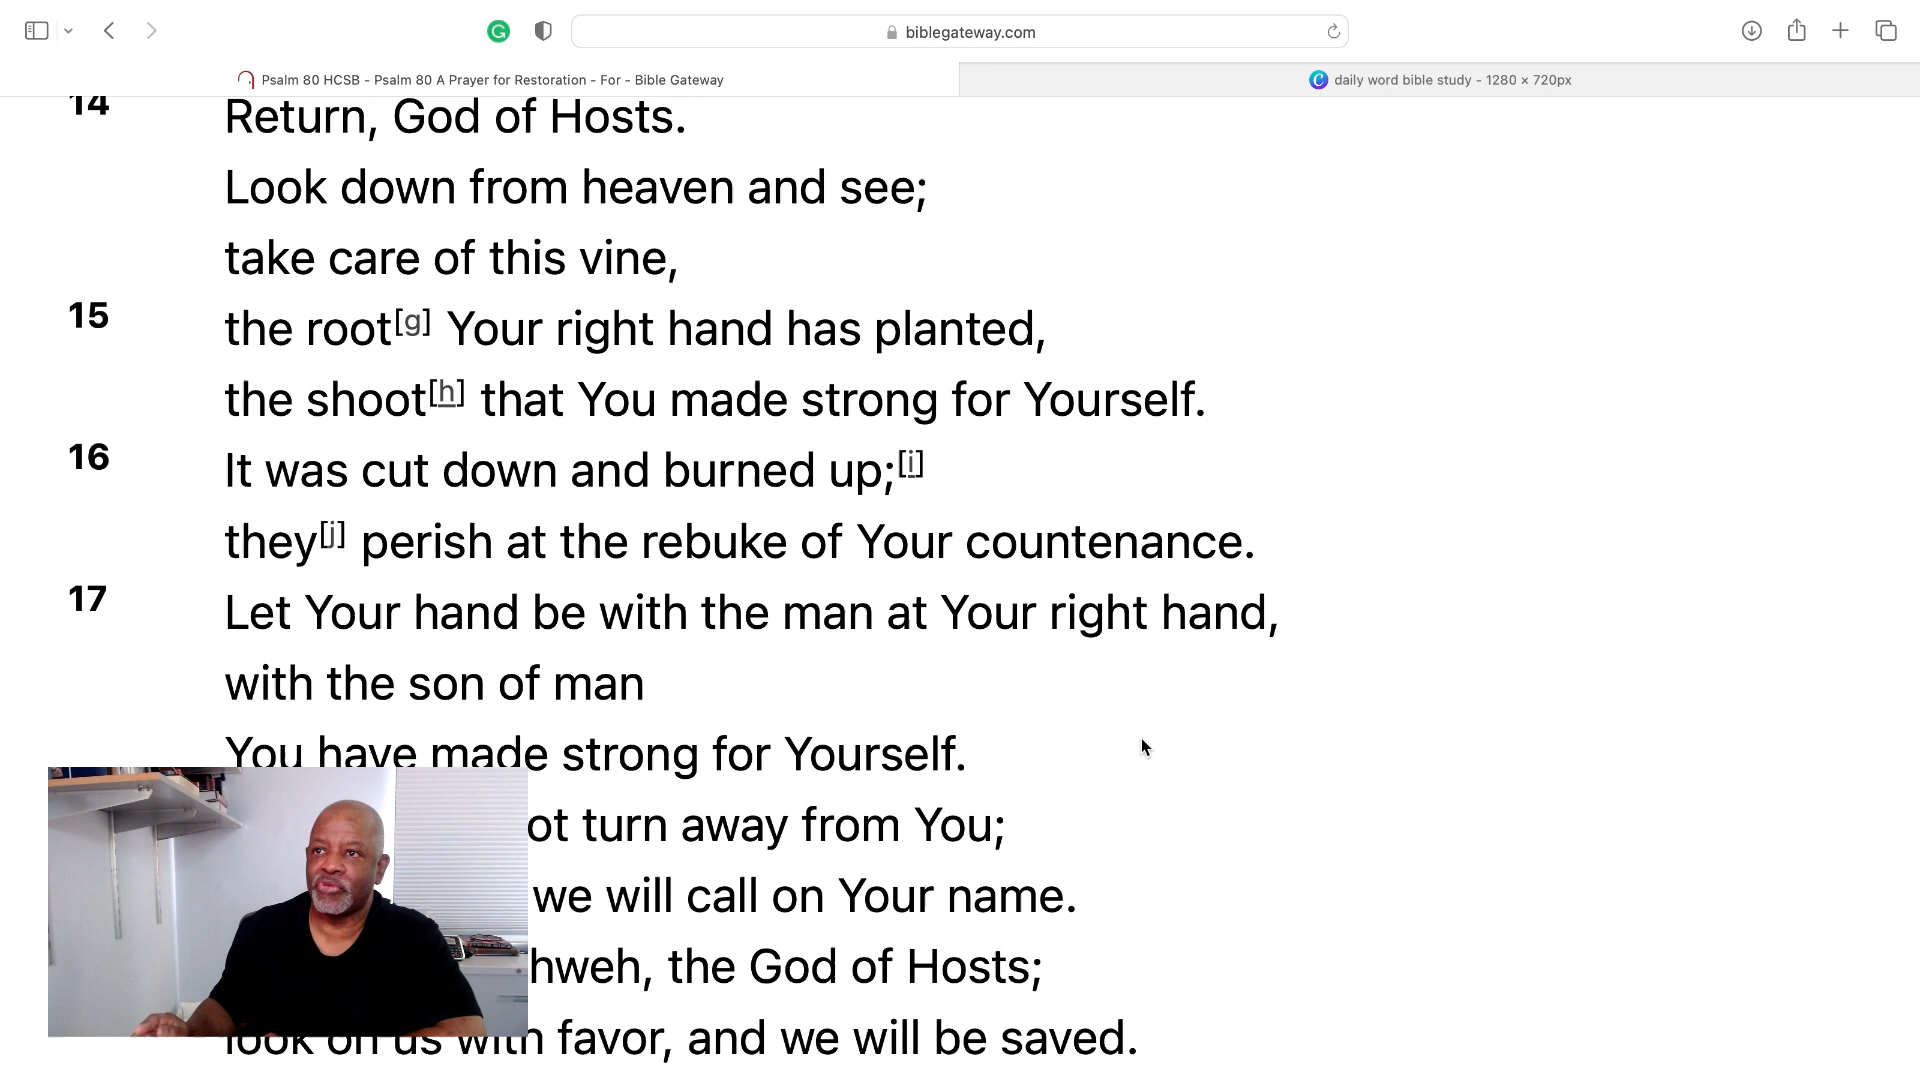 biblegateway.com
Psalm 80 HCSB - Psalm 80 A Prayer for Restoration - For - Bible Gateway
daily word bible study - 1280 × 720px
14 Return, God of Hosts.
Look down from heaven and see;
take care of this vine,
15 the root[g] Your right hand has planted,
the shoot[h] that You made strong for Yourself.
16 It was cut down and burned up;[i]
they[j] perish at the rebuke of Your countenance.
17 Let Your hand be with the man at Your right hand,
with the son of man
You have made strong for Yourself.
turn away from You;
we will call on Your name.
the God of Hosts;
look on us with favor, and we will be saved.